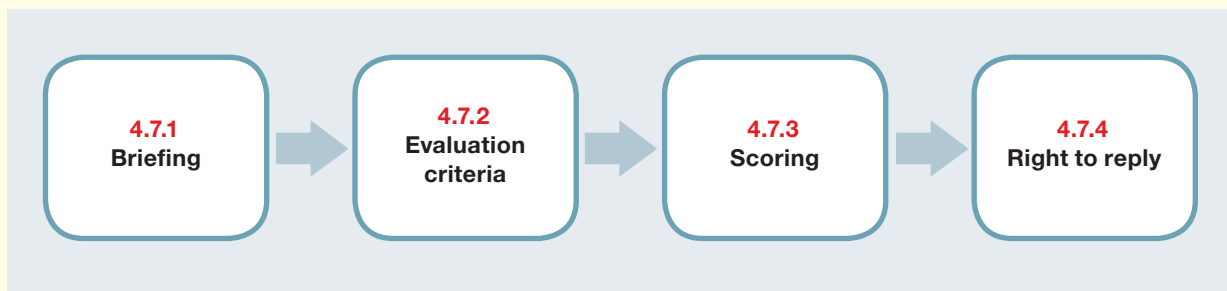 4.7.1
Briefing
4.7.2
Evaluation
criteria
4.7.3
Scoring
4.7.4
Right to reply